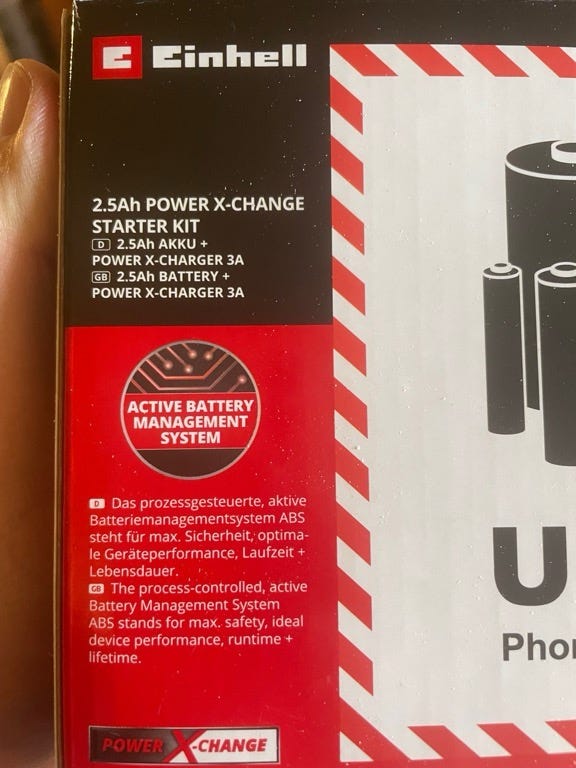 Einhell
2.5Ah POWER X-CHANGE
STARTER KIT
D 2.5Ah AKKU +
POWER X-CHARGER 3A
GB 2.5Ah BATTERY +
POWER X-CHARGER 3A
ACTIVE BATTERY
MANAGEMENT
SYSTEM
D Das prozessgesteuerte, aktive
Batteriemanagementsystem ABS
steht für max. Sicherheit, optima-
le Geräteperformance, Laufzeit +
Lebensdauer.
GB The process-controlled, active
Battery Management System
ABS stands for max. safety, ideal
device performance, runtime +
lifetime.
POWER X-CHANGE
U
Phon